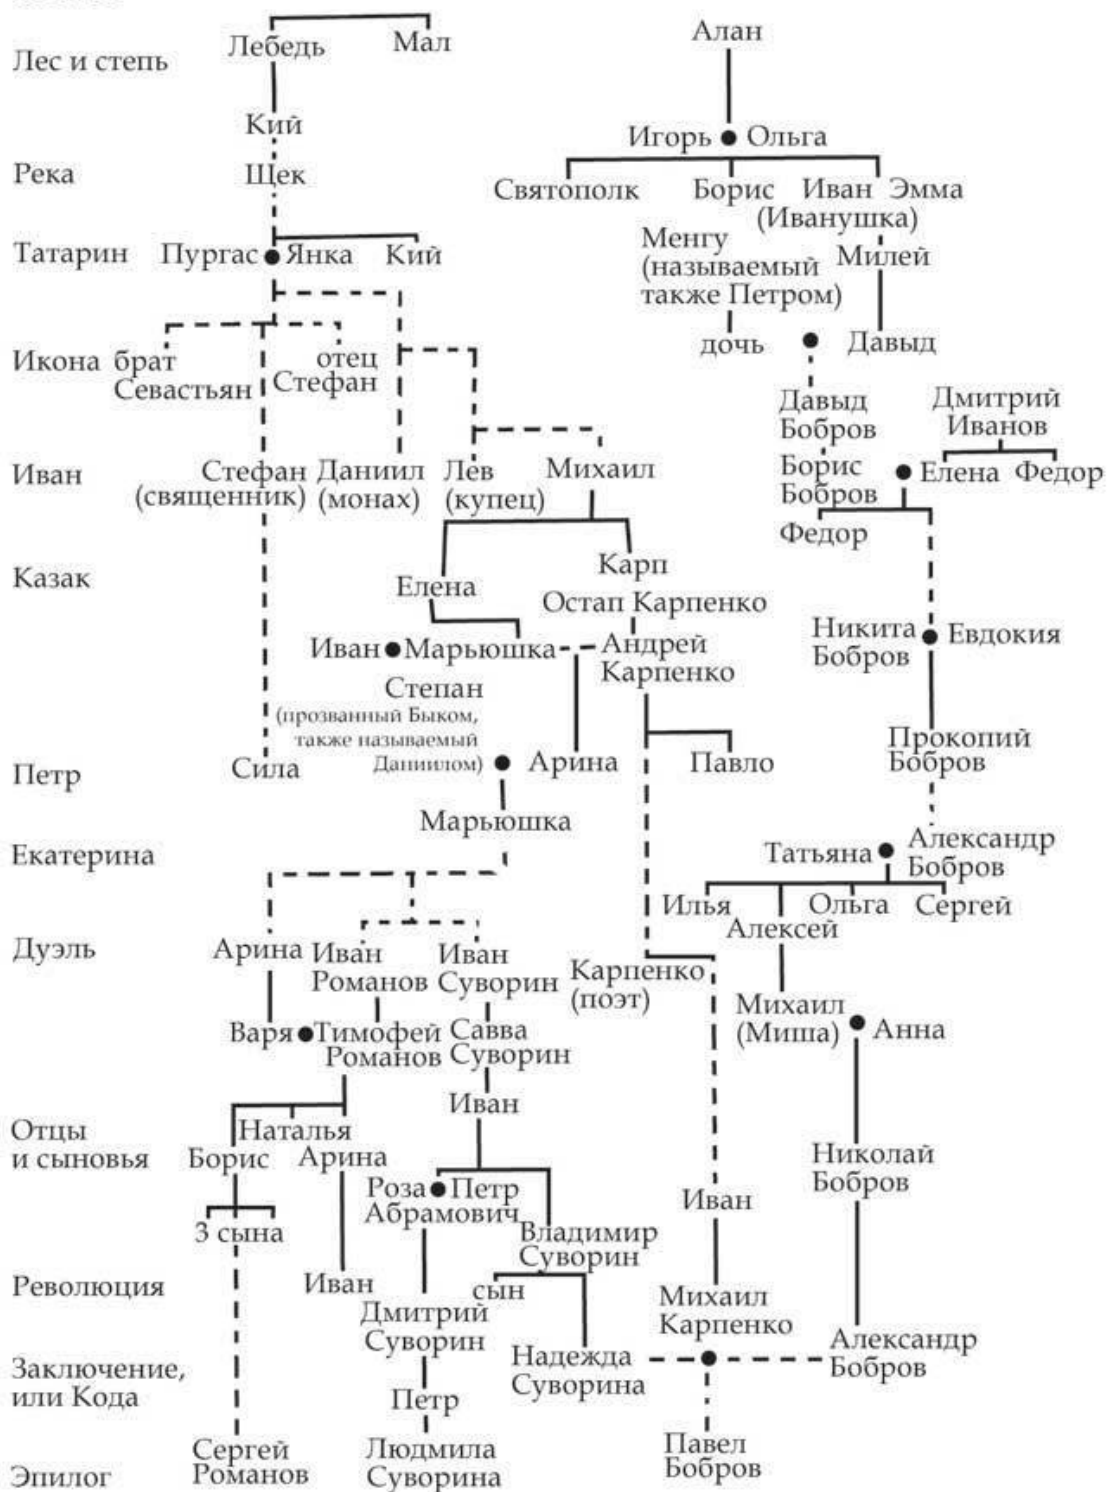 Лебедь Мал Алан
Лес и степь
Кий
Игорь ● Ольга
Река Щек Святополк Борис Иван Эмма
(Иванушка)
Татарин Пургас ● Янка Кий Менгу Милей
(называемый
также Петром)
дочь ● Давыд
Икона брат отец
Севастьян Стефан
Давыд Дмитрий
Бобров Иванов
Иван Стефан Даниил Лев Михаил Борис ● Елена Федор
(священник) (монах) (купец) Бобров
Федор
Казак Елена Карп
Остап Карпенко
Никита ● Евдокия
Бобров
Иван ● Марьюшка Андрей
Карпенко
Степан
(прозванный Быком,
также называемый
Даниилом) ● Арина Павло Прокопий
Бобров
Петр Сила
Марьюшка
Екатерина Татьяна ● Александр
Бобров
Илья Ольга Сергей
Алексей
Дуэль Арина Иван Иван
Романов Суворин
Карпенко
(поэт)
Михаил
(Миша) ● Анна
Варя ● Тимофей Савва
Романов Суворин
Иван
Отцы Наталья
и сыновья Борис Арина
Николай
Бобров
Роза ● Петр Иван
Абрамович
3 сына Владимир
Суворин
Революция Иван сын
Дмитрий Михаил
Суворин Карпенко
Александр
Бобров
Заключение, Надежда
или Кода Суворина
Петр
Эпилог Сергей Людмила Павел
Романов Суворина Бобров